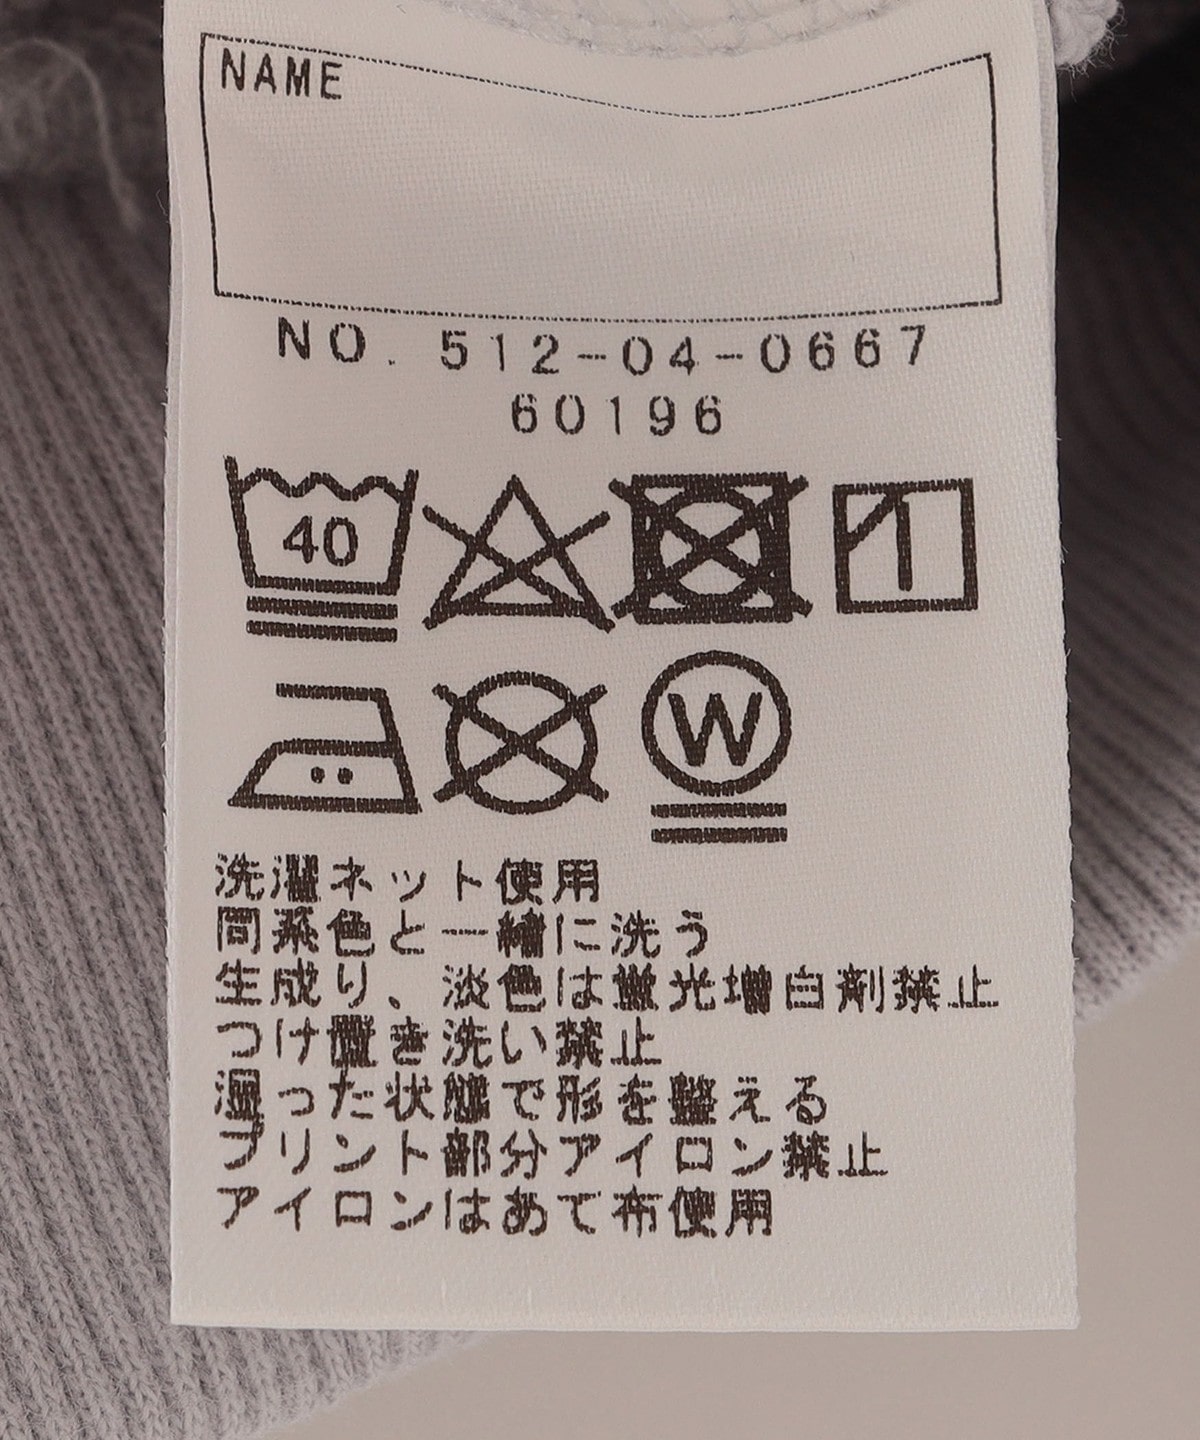 NAME
NO. 512-04-0667
60196
40
W
洗濯ネット使用
同系色と一緒に洗う
生成り、淡色は蛍光増白剤禁止
つけ置き洗い禁止
湿った状態で形を整える
プリント部分アイロン禁止
アイロンはあて布使用